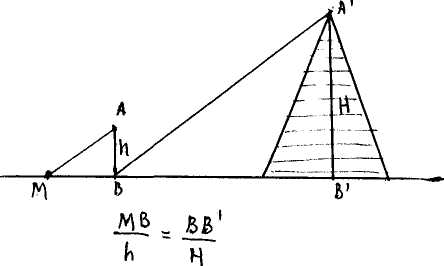 A'
A
H
h
M B B'
MB/h = BB'/H